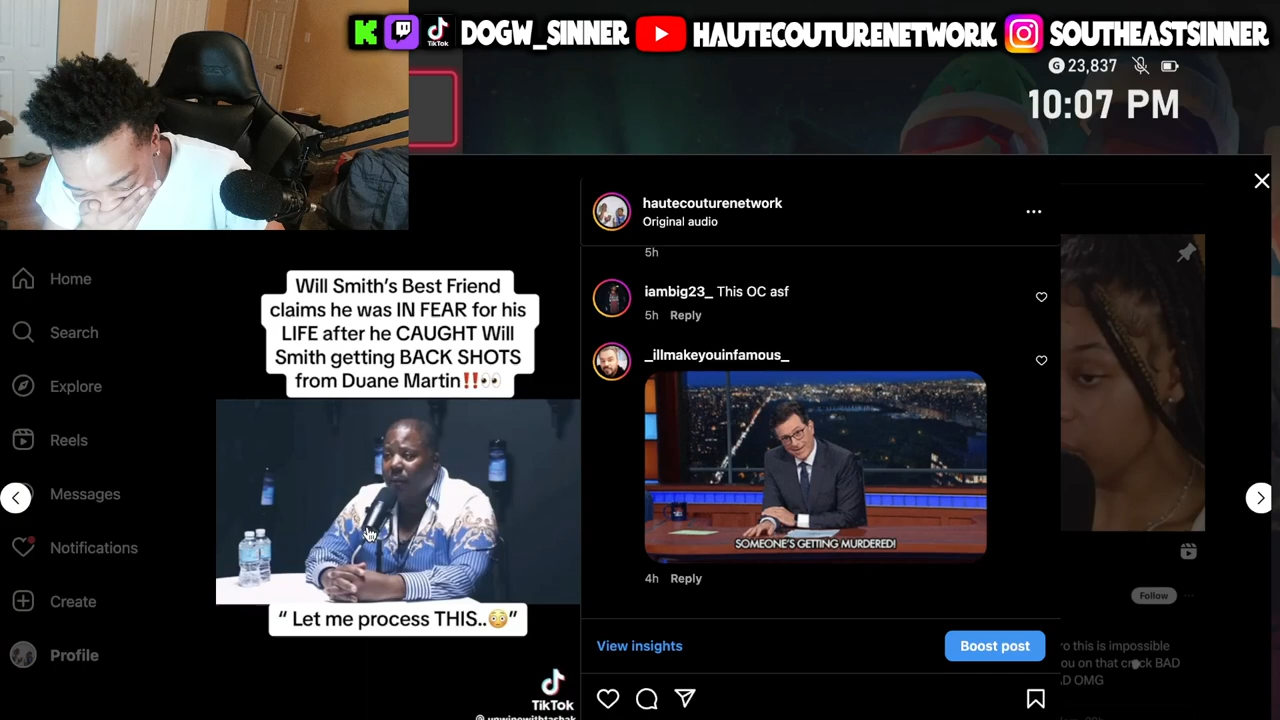 DOGW_SINNER HAUTECOUTURENETWORK SOUTHEASTSINNER
TikTok
G 23,837
10:07 PM
hautecouturenetwork
Original audio
5h
iambig23_ This OC asf
5h Reply
_illmakeyouinfamous_
SOMEONE'S GETTING MURDERED!
4h Reply
View insights
Boost post
Home
Search
Explore
Reels
Messages
Notifications
Create
Profile
Will Smith's Best Friend
claims he was IN FEAR for his
LIFE after he CAUGHT Will
Smith getting BACK SHOTS
from Duane Martin‼️👀
“ Let me process THIS..😳”
TikTok
@unwinewithtashak
Follow
o this is impossible
ou on that crack BAD
D OMG